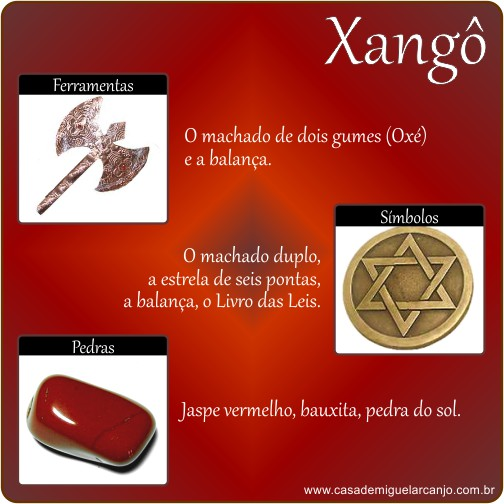 Xangô
Ferramentas
O machado de dois gumes (Oxé)
e a balança.
Símbolos
O machado duplo,
a estrela de seis pontas,
a balança, o Livro das Leis.
Pedras
Jaspe vermelho, bauxita, pedra do sol.
www.casademiguelarcanjo.com.br